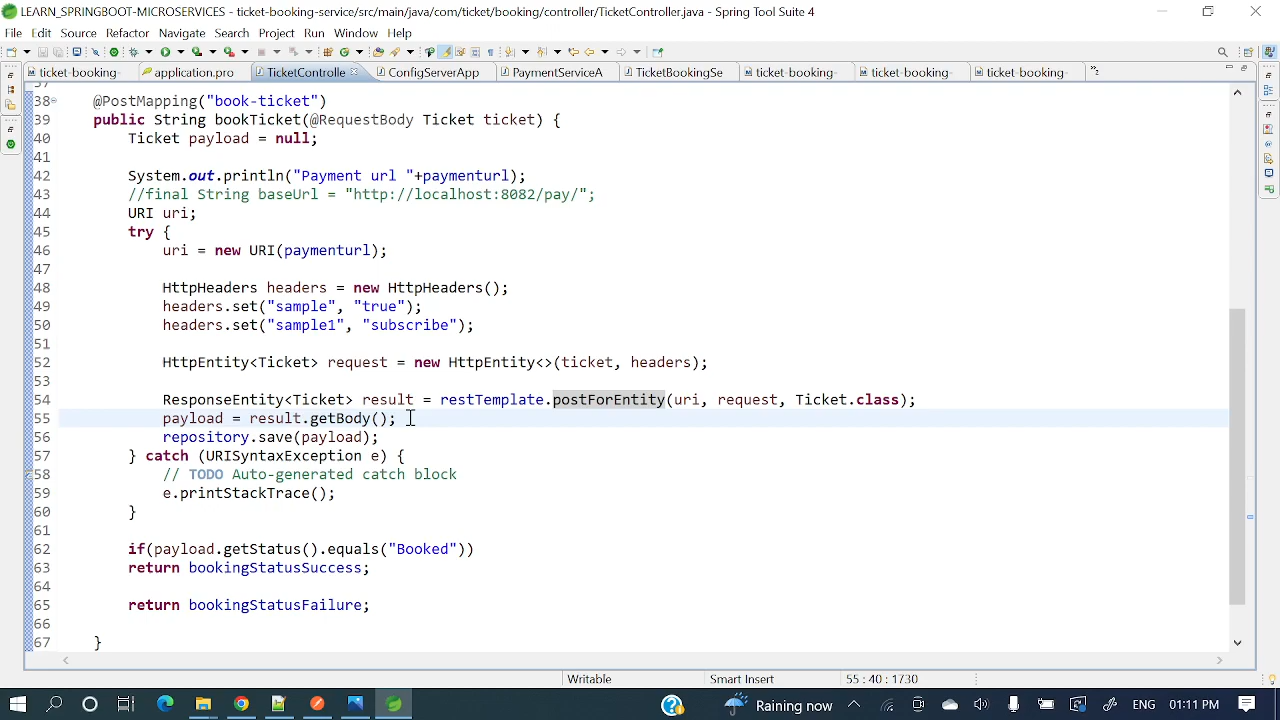 LEARN_SPRINGBOOT-MICROSERVICES - ticket-booking-service/src/main/java/com/ticket/booking/controller/TicketController.java - Spring Tool Suite 4
File Edit Source Refactor Navigate Search Project Run Window Help
ticket-booking- application.pro TicketControlle ConfigServerApp PaymentServiceA TicketBookingSe ticket-booking- ticket-booking- ticket-booking-
37
38 @PostMapping("book-ticket")
39 public String bookTicket(@RequestBody Ticket ticket) {
40 Ticket payload = null;
41
42 System.out.println("Payment url "+paymenturl);
43 //final String baseUrl = "http://localhost:8082/pay/";
44 URI uri;
45 try {
46 uri = new URI(paymenturl);
47
48 HttpHeaders headers = new HttpHeaders();
49 headers.set("sample", "true");
50 headers.set("sample1", "subscribe");
51
52 HttpEntity<Ticket> request = new HttpEntity<>(ticket, headers);
53
54 ResponseEntity<Ticket> result = restTemplate.postForEntity(uri, request, Ticket.class);
55 payload = result.getBody();
56 repository.save(payload);
57 } catch (URISyntaxException e) {
58 // TODO Auto-generated catch block
59 e.printStackTrace();
60 }
61
62 if(payload.getStatus().equals("Booked"))
63 return bookingStatusSuccess;
64
65 return bookingStatusFailure;
66
67 }
Writable Smart Insert 55 : 40 : 1730
Raining now ENG 01:11 PM